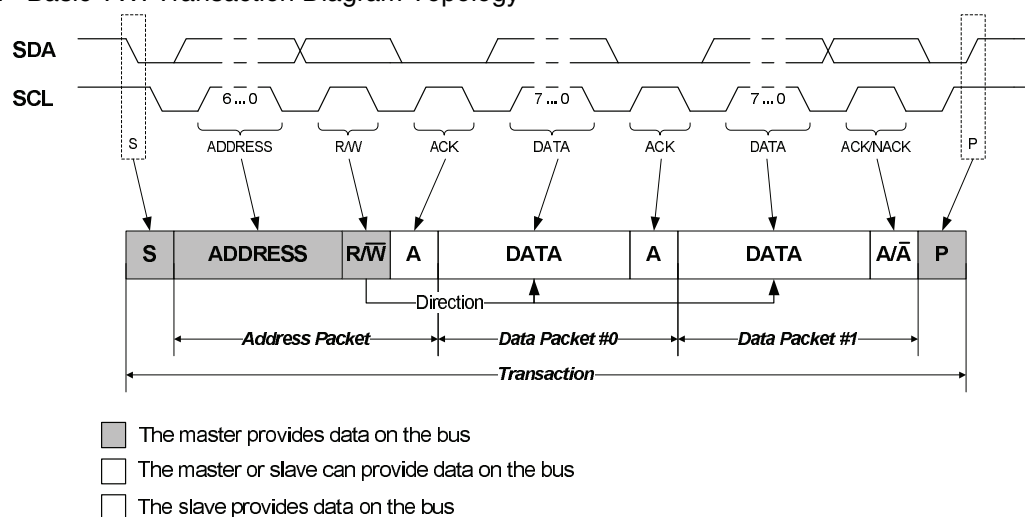 Basic TWI Transaction Diagram Topology
SDA
SCL
6 ... 0
7 ... 0
7 ... 0
S
ADDRESS
R/W
ACK
DATA
ACK
DATA
ACK/NACK
P
S
ADDRESS
R/W̅
A
DATA
A
DATA
A/A̅
P
Direction
Address Packet
Data Packet #0
Data Packet #1
Transaction
The master provides data on the bus
The master or slave can provide data on the bus
The slave provides data on the bus